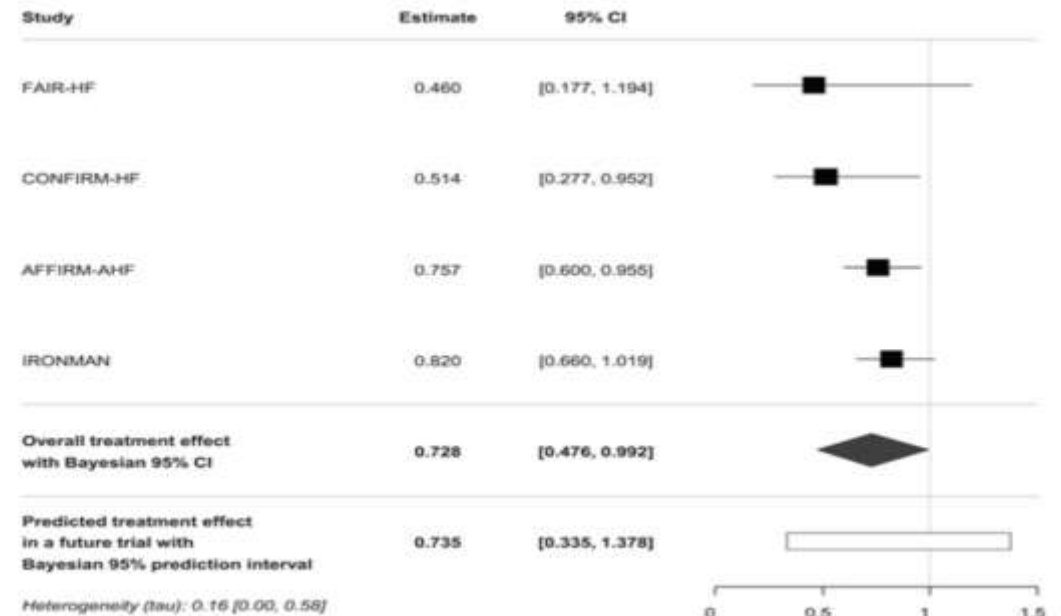 Study Estimate 95% CI
FAIR-HF 0.460 [0.177, 1.194]
CONFIRM-HF 0.514 [0.277, 0.952]
AFFIRM-AHF 0.757 [0.600, 0.955]
IRONMAN 0.820 [0.660, 1.019]
Overall treatment effect
with Bayesian 95% CI 0.728 [0.476, 0.992]
Predicted treatment effect
in a future trial with 0.735 [0.335, 1.378]
Bayesian 95% prediction interval
Heterogeneity (tau): 0.16 [0.00, 0.58]
0 0.5 1 1.5